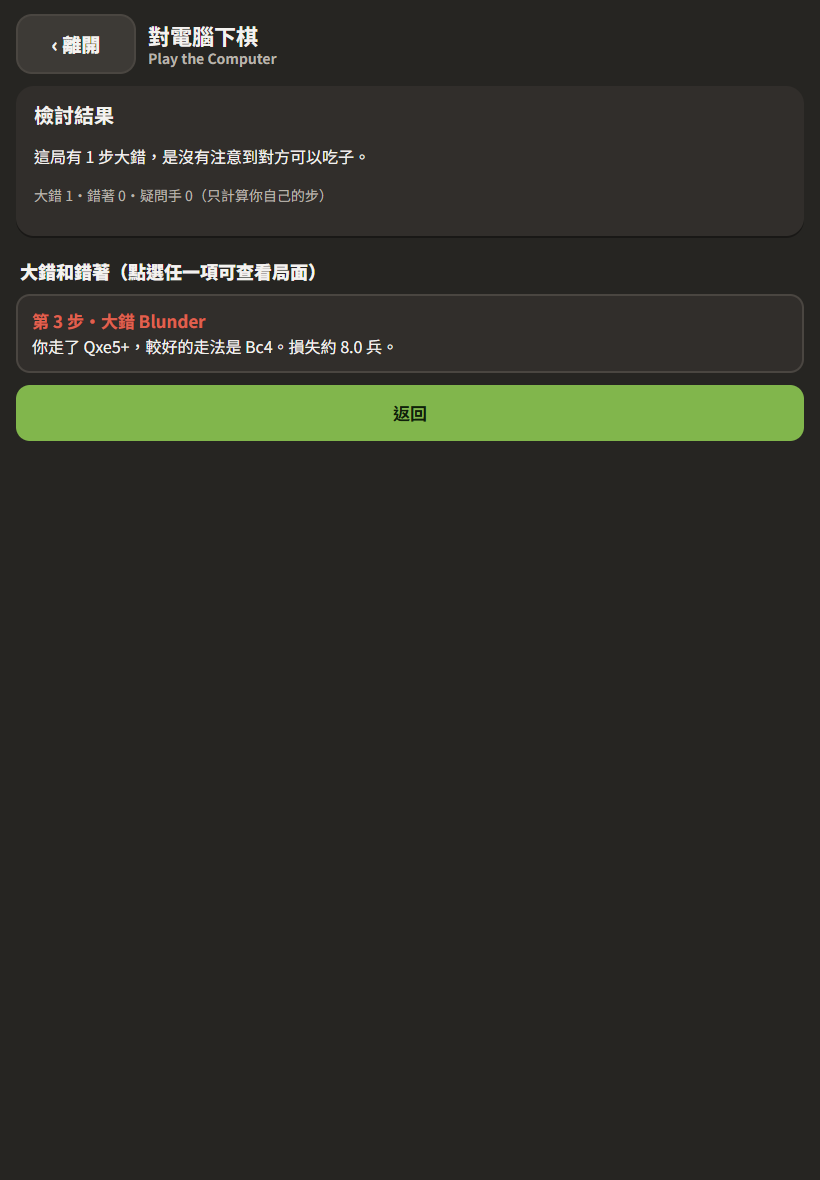 ‹ 離開
對電腦下棋
Play the Computer
檢討結果
這局有 1 步大錯，是沒有注意到對方可以吃子。
大錯 1・錯著 0・疑問手 0（只計算你自己的步）
大錯和錯著（點選任一項可查看局面）
第 3 步・大錯 Blunder
你走了 Qxe5+，較好的走法是 Bc4。損失約 8.0 兵。
返回